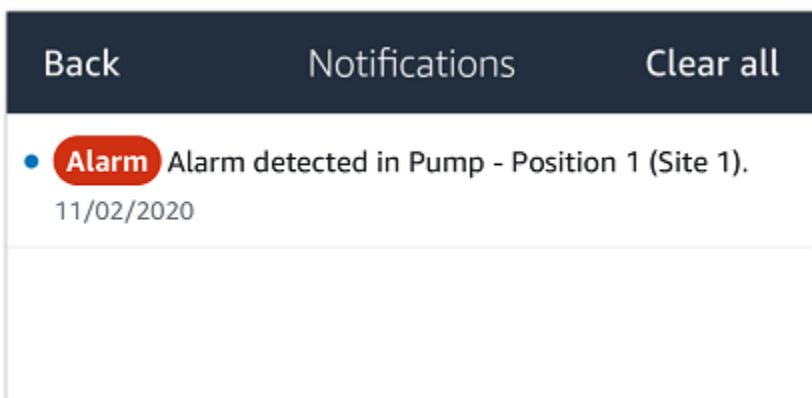 Back Notifications Clear all
Alarm Alarm detected in Pump - Position 1 (Site 1).
11/02/2020